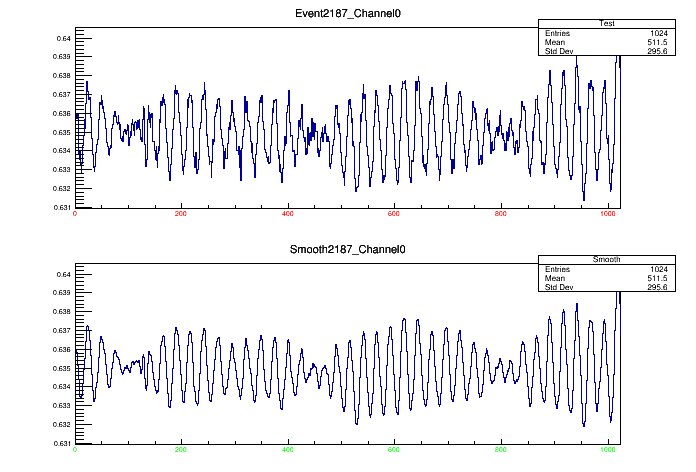 Event2187_Channel0
Test
Entries 1024
Mean 511.5
Std Dev 295.6
0.64
0.639
0.638
0.637
0.636
0.635
0.634
0.633
0.632
0.631
0 200 400 600 800 1000
Smooth2187_Channel0
Smooth
Entries 1024
Mean 511.5
Std Dev 295.6
0.64
0.639
0.638
0.637
0.636
0.635
0.634
0.633
0.632
0.631
0 200 400 600 800 1000